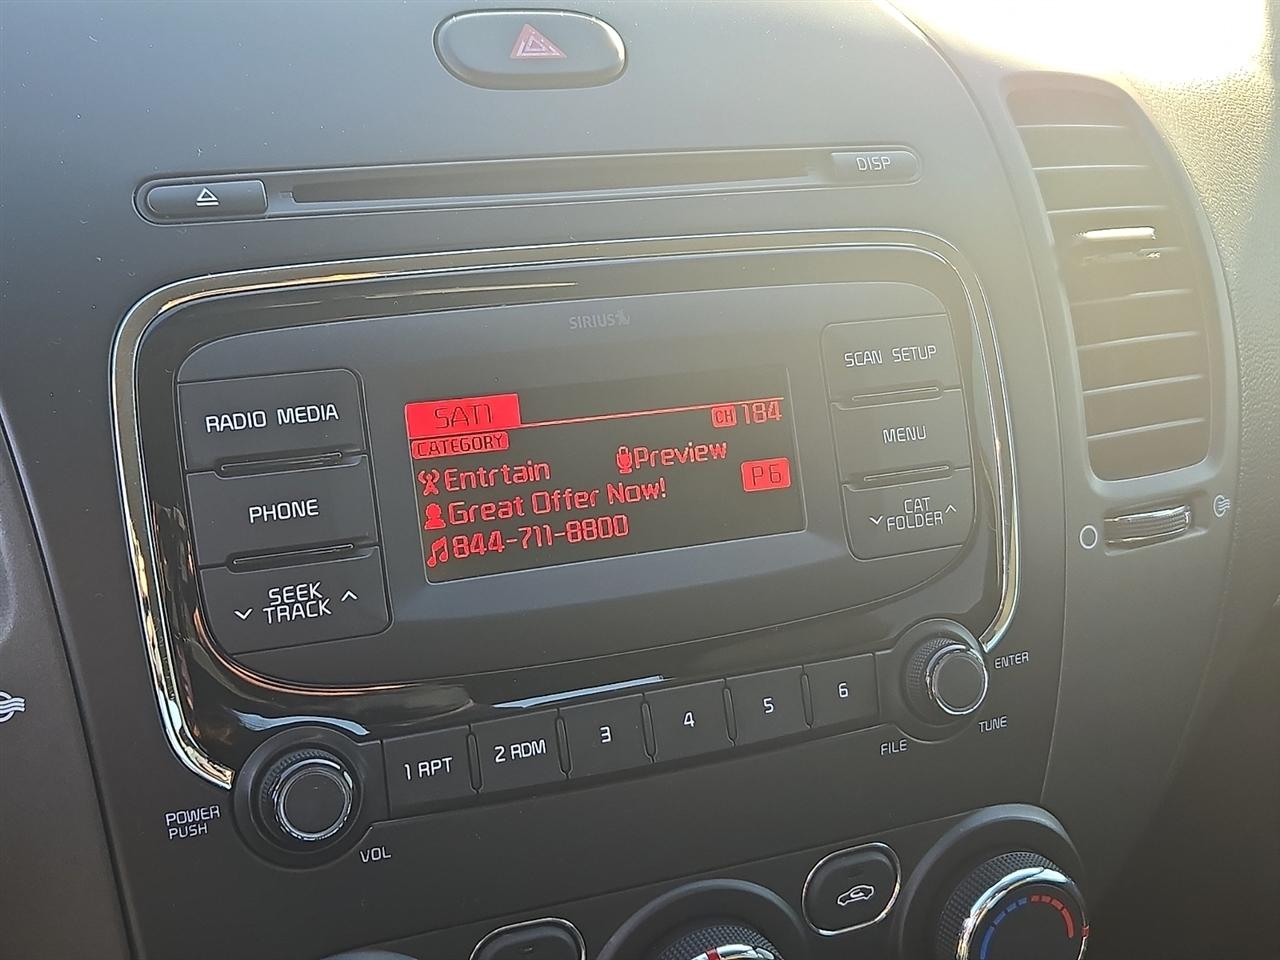 DISP
SIRIUS
RADIO MEDIA
PHONE
SEEK
TRACK
SAT1
CH 184
CATEGORY
Entrtain
Preview
Great Offer Now!
P6
844-711-8800
SCAN SETUP
MENU
CAT
FOLDER
1 RPT
2 RDM
3
4
5
6
ENTER
TUNE
FILE
POWER
PUSH
VOL